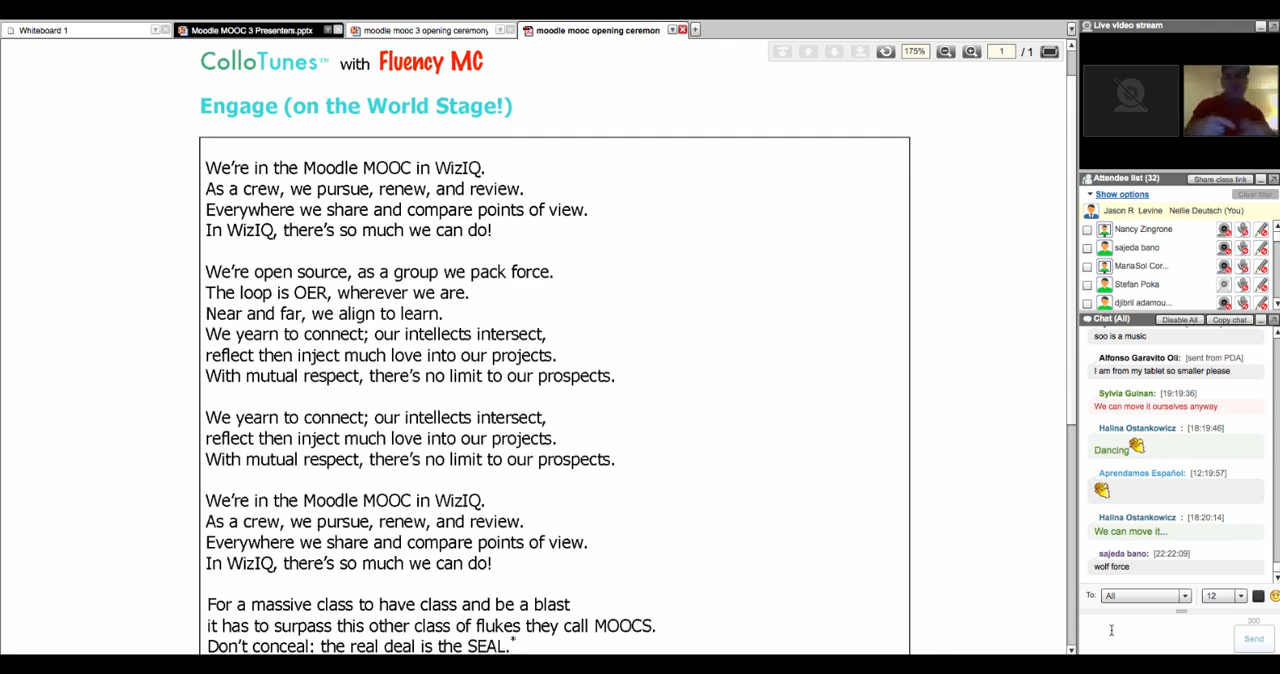 Whiteboard 1
Moodle MOOC 3 Presenters.pptx
moodle mooc 3 opening ceremony
moodle mooc opening ceremon
175%
1 / 1
ColloTunes™ with Fluency MC
Engage (on the World Stage!)
We're in the Moodle MOOC in WizIQ.
As a crew, we pursue, renew, and review.
Everywhere we share and compare points of view.
In WizIQ, there's so much we can do!
We're open source, as a group we pack force.
The loop is OER, wherever we are.
Near and far, we align to learn.
We yearn to connect; our intellects intersect,
reflect then inject much love into our projects.
With mutual respect, there's no limit to our prospects.
We yearn to connect; our intellects intersect,
reflect then inject much love into our projects.
With mutual respect, there's no limit to our prospects.
We're in the Moodle MOOC in WizIQ.
As a crew, we pursue, renew, and review.
Everywhere we share and compare points of view.
In WizIQ, there's so much we can do!
For a massive class to have class and be a blast
it has to surpass this other class of flukes they call MOOCS.
Don't conceal: the real deal is the SEAL.*
Live video stream
Attendee list (32)
Share class link
Show options
Clear filter
Jason R Levine Nellie Deutsch (You)
Nancy Zingrone
sajeda bano
MariaSol Cor...
Stefan Poka
djibril adamou...
Chat (All)
Disable All
Copy chat
soo is a music
Alfonso Garavito Oli: [sent from PDA]
I am from my tablet so smaller please
Sylvia Guinan: [19:19:36]
We can move it ourselves anyway
Halina Ostankowicz : [18:19:46]
Dancing
Aprendamos Español: [12:19:57]
Halina Ostankowicz : [18:20:14]
We can move it...
sajeda bano: [22:22:09]
wolf force
To: All
12
300
Send